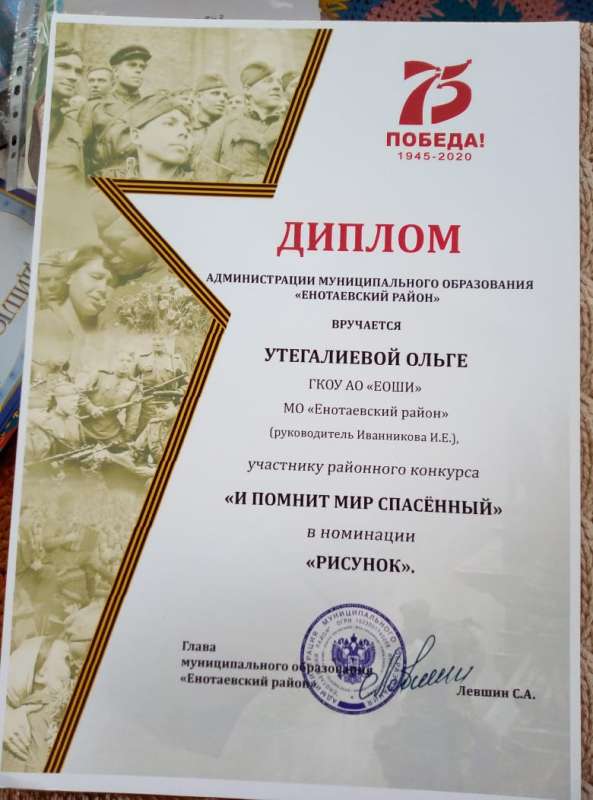 75
ПОБЕДА!
1945-2020
ДИПЛОМ
АДМИНИСТРАЦИИ МУНИЦИПАЛЬНОГО ОБРАЗОВАНИЯ
«ЕНОТАЕВСКИЙ РАЙОН»
ВРУЧАЕТСЯ
УТЕГАЛИЕВОЙ ОЛЬГЕ
ГКОУ АО «ЕОШИ»
МО «Енотаевский район»
(руководитель Иванникова И.Е.),
участнику районного конкурса
«И ПОМНИТ МИР СПАСЁННЫЙ»
в номинации
«РИСУНОК».
Глава
муниципального образования
«Енотаевский район»
Левшин С.А.